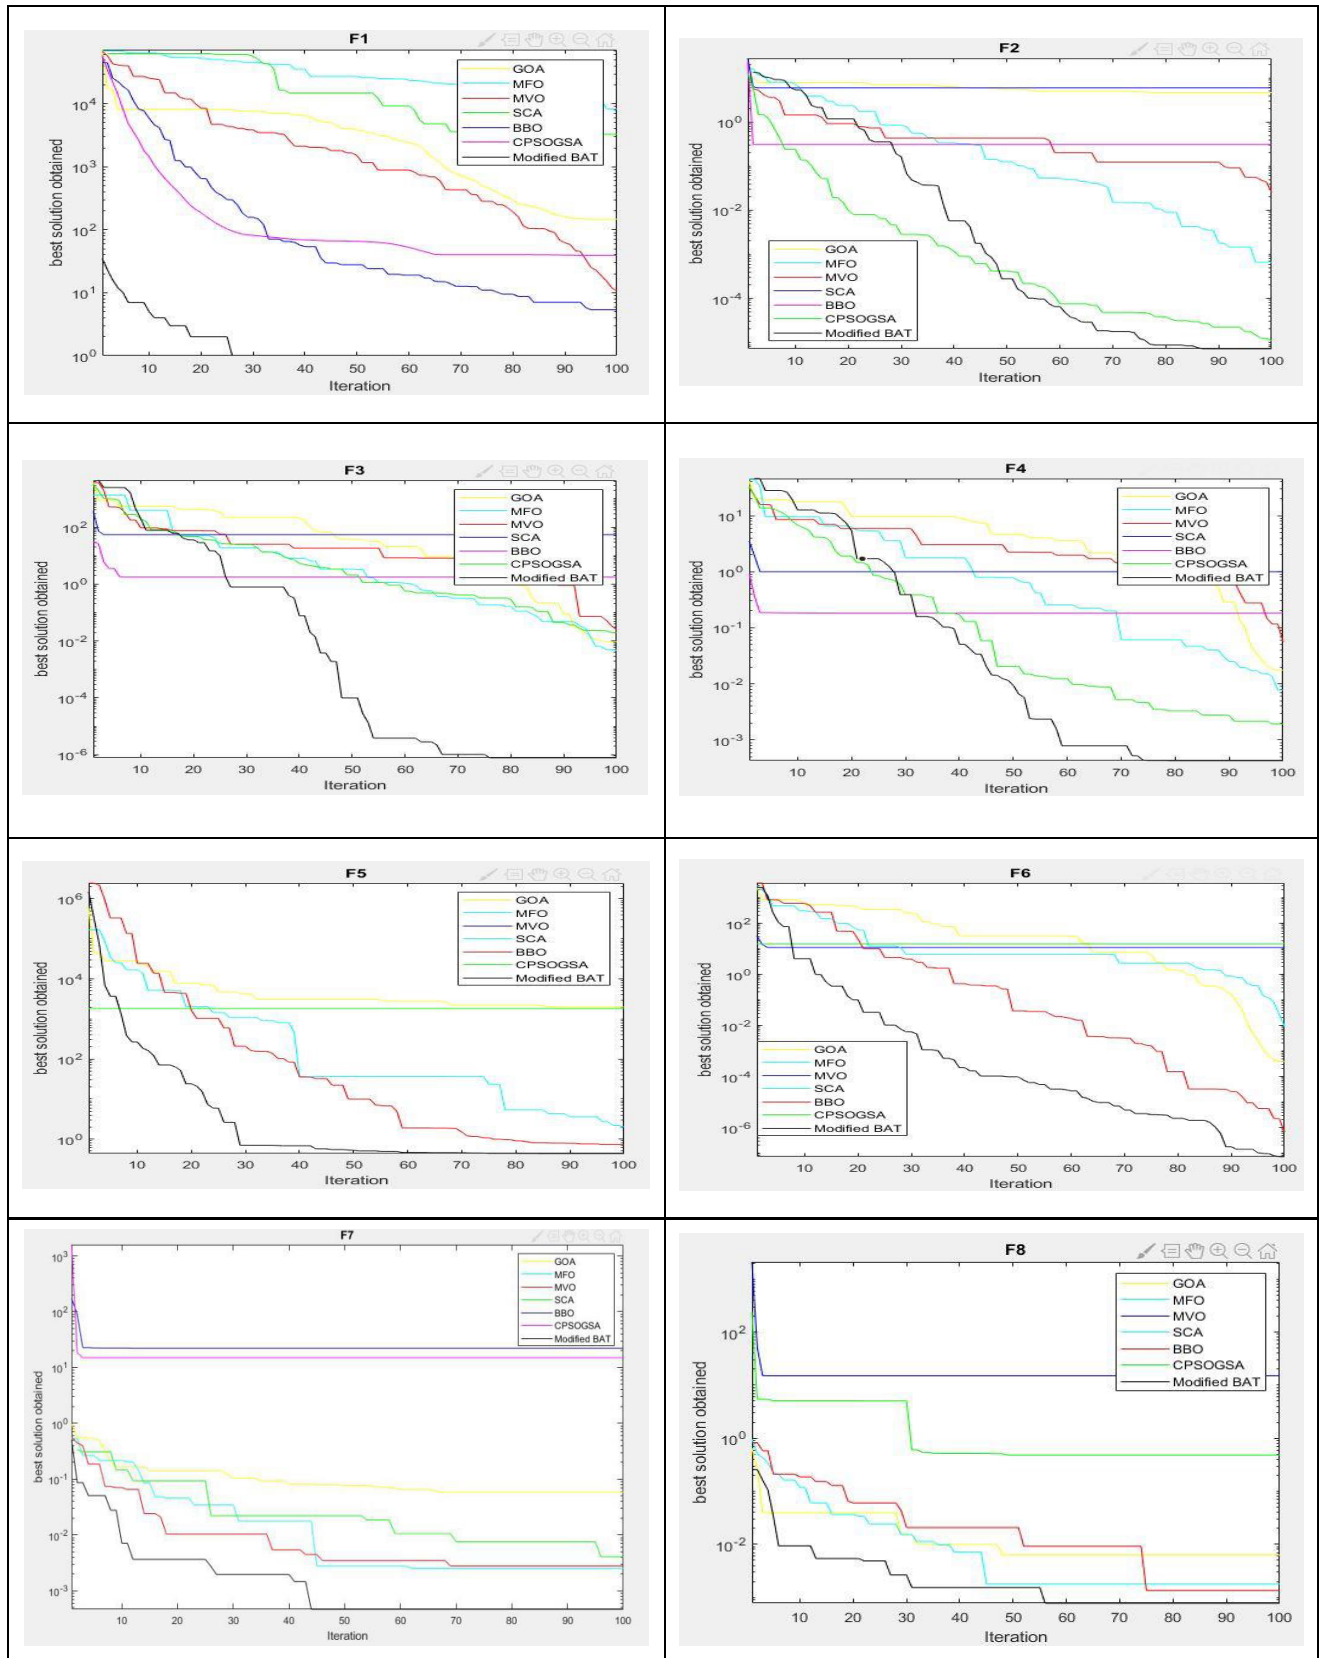 F1
GOA
MFO
MVO
SCA
BBO
CPSOGSA
Modified BAT
best solution obtained
10^4
10^3
10^2
10^1
10^0
10 20 30 40 50 60 70 80 90 100
Iteration
F2
best solution obtained
10^0
10^-2
10^-4
GOA
MFO
MVO
SCA
BBO
CPSOGSA
Modified BAT
10 20 30 40 50 60 70 80 90 100
Iteration
F3
GOA
MFO
MVO
SCA
BBO
CPSOGSA
Modified BAT
best solution obtained
10^2
10^0
10^-2
10^-4
10^-6
10 20 30 40 50 60 70 80 90 100
Iteration
F4
GOA
MFO
MVO
SCA
BBO
CPSOGSA
Modified BAT
best solution obtained
10^1
10^0
10^-1
10^-2
10^-3
10 20 30 40 50 60 70 80 90 100
Iteration
F5
GOA
MFO
MVO
SCA
BBO
CPSOGSA
Modified BAT
best solution obtained
10^6
10^4
10^2
10^0
10 20 30 40 50 60 70 80 90 100
Iteration
F6
best solution obtained
10^2
10^0
10^-2
10^-4
10^-6
GOA
MFO
MVO
SCA
BBO
CPSOGSA
Modified BAT
10 20 30 40 50 60 70 80 90 100
Iteration
F7
GOA
MFO
MVO
SCA
BBO
CPSOGSA
Modified BAT
best solution obtained
10^3
10^2
10^1
10^0
10^-1
10^-2
10^-3
10 20 30 40 50 60 70 80 90 100
Iteration
F8
GOA
MFO
MVO
SCA
BBO
CPSOGSA
Modified BAT
best solution obtained
10^2
10^0
10^-2
10 20 30 40 50 60 70 80 90 100
Iteration